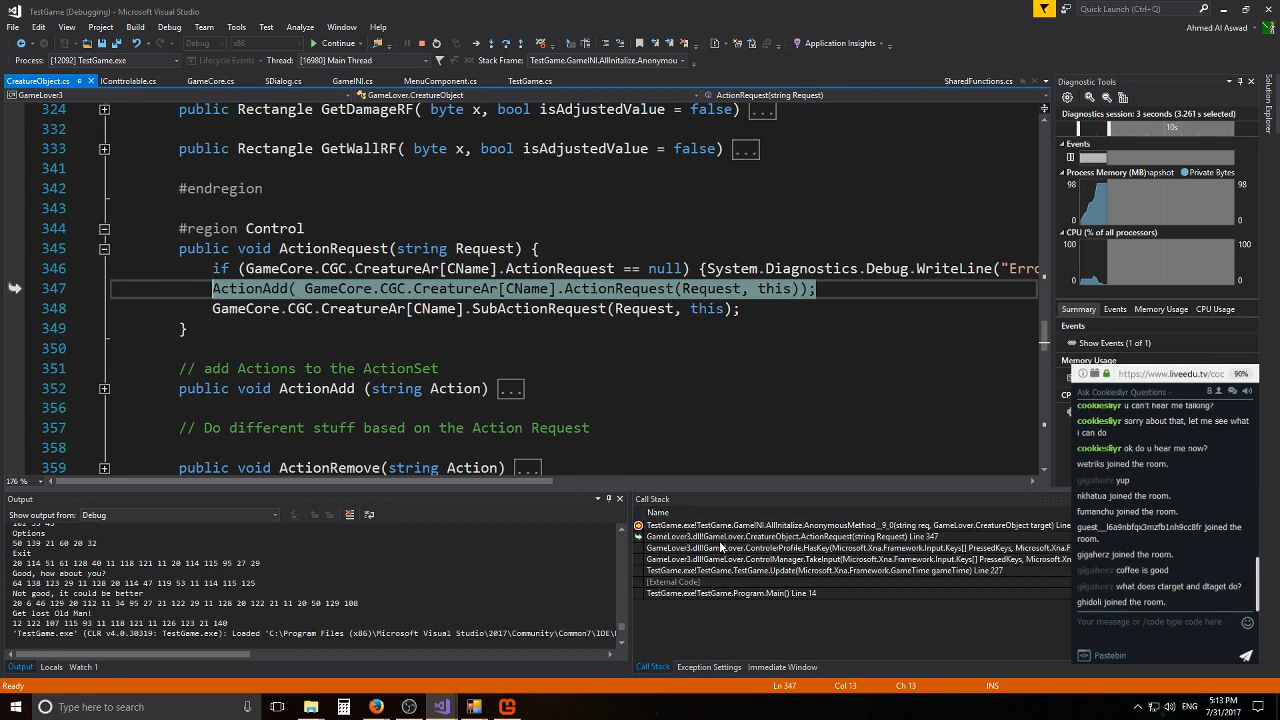 TestGame (Debugging) - Microsoft Visual Studio
Quick Launch (Ctrl+Q)
File Edit View Project Build Debug Team Tools Test Analyze Window Help
Ahmed Al Aswad
Debug x86 Continue Application Insights
Process: [12092] TestGame.exe Lifecycle Events Thread: [16980] Main Thread Stack Frame: TestGame.GameINI.AllInitalize.Anonymou
CreatureObject.cs IControlable.cs GameCore.cs SDialog.cs GameINI.cs MenuComponent.cs TestGame.cs SharedFunctions.cs
GameLover3 GameLover.CreatureObject ActionRequest(string Request)
324 public Rectangle GetDamageRF( byte x, bool isAdjustedValue = false) ...
332
333 public Rectangle GetWallRF( byte x, bool isAdjustedValue = false) ...
341
342 #endregion
343
344 #region Control
345 public void ActionRequest(string Request) {
346 if (GameCore.CGC.CreatureAr[CName].ActionRequest == null) {System.Diagnostics.Debug.WriteLine("Erro
347 ActionAdd( GameCore.CGC.CreatureAr[CName].ActionRequest(Request, this));
348 GameCore.CGC.CreatureAr[CName].SubActionRequest(Request, this);
349 }
350
351 // add Actions to the ActionSet
352 public void ActionAdd (string Action) ...
356
357 // Do different stuff based on the Action Request
358
359 public void ActionRemove(string Action) ...
176 %
Diagnostic Tools
Diagnostics session: 3 seconds (3.261 s selected)
10s
Events
Process Memory (MB) napshot Private Bytes
98 98
0 0
CPU (% of all processors)
100 100
0 0
Summary Events Memory Usage CPU Usage
Events
Show Events (1 of 1)
Memory Usage
Solution Explorer
https://www.liveedu.tv/coc 90%
Ask Cookieslyr Questions - 8
cookieslyr u can't hear me talking?
cookieslyr sorry about that, let me see what
i can do
cookieslyr ok do u hear me now?
wetriks joined the room.
gigaherz yup
nkhatua joined the room.
fumanchu joined the room.
guest__l6a9nbfqx3mzfb1nh9cc8fr joined the
room.
gigaherz joined the room.
gigaherz coffee is good
gigaherz what does ctarget and dtaget do?
ghidoli joined the room.
Your message or /code type code here
Pastebin
Output
Show output from: Debug
Options
50 139 21 60 20 32
Exit
20 114 51 61 128 40 121 11 20 114 115 95 27 29
Good, how about you?
64 138 123 29 11 128 20 64 47 119 57 63 125
Not good, it could be better
20 6 46 129 20 112 11 34 95 27 21 122 29 11 20 64 111 18 30 123
Get lost Old Man!
12 122 107 115 93 11 131 116 123 21 140
'TestGame.exe' (CLR v4.0.30319: TestGame.exe): Loaded 'C:\Program Files (x86)\Microsoft Visual Studio\2017\Community\Common7\IDE\
Output Locals Watch 1
Call Stack
Name
TestGame.exe!TestGame.GameINI.AllInitalize.AnonymousMethod__9_0(string req, GameLover.CreatureObject target) Line
GameLover3.dll!GameLover.CreatureObject.ActionRequest(string Request) Line 347
GameLover3.dll!GameLover.ControlerProfile.HasKey(Microsoft.Xna.Framework.Input.Keys[] PressedKeys, Microsoft.Xna.Fra
GameLover3.dll!GameLover.ControlManager.TakeInput(Microsoft.Xna.Framework.Input.Keys[] PressedKeys, Microsoft.Xna
TestGame.exe!TestGame.TestGame.Update(Microsoft.Xna.Framework.GameTime gameTime) Line 227
[External Code]
TestGame.exe!TestGame.Program.Main() Line 14
Call Stack Exception Settings Immediate Window
Ready Ln 347 Col 13 Ch 13 INS
Type here to search
ENG
5:13 PM
7/31/2017